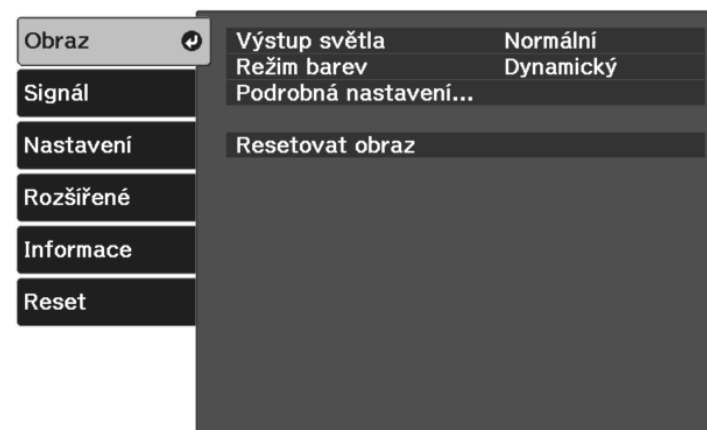 Obraz
Signál
Nastavení
Rozšířené
Informace
Reset
Výstup světla Normální
Režim barev Dynamický
Podrobná nastavení...
Resetovat obraz